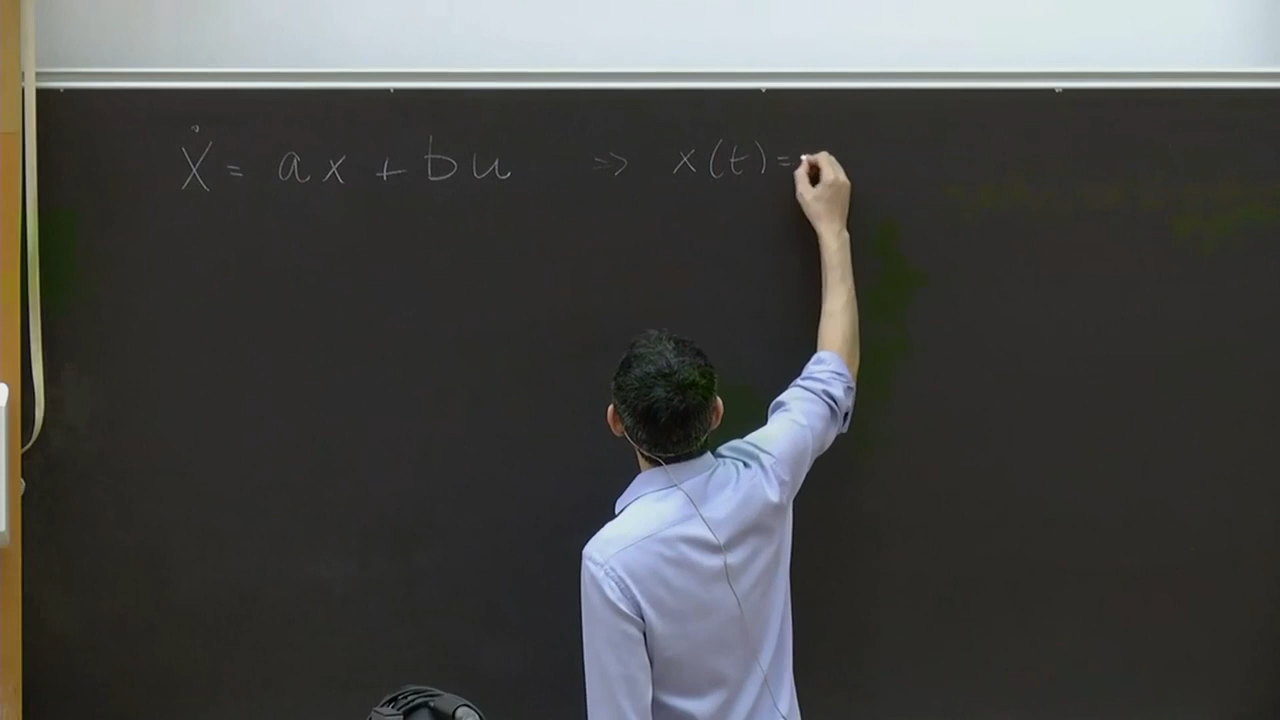 ẋ = ax + bu ⇒ x(t) =